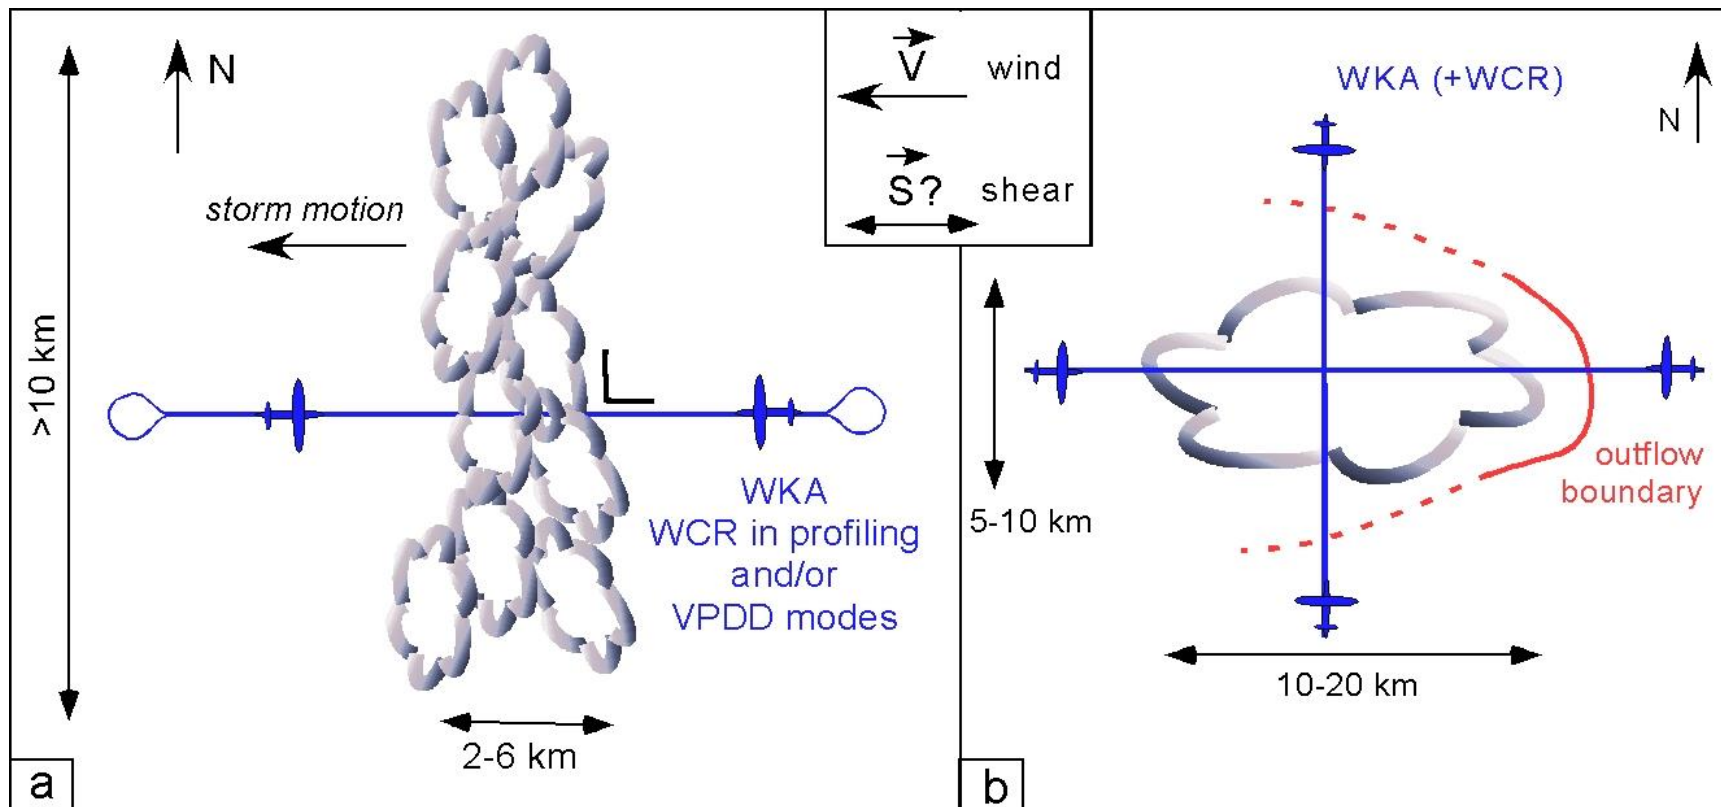 N
storm motion
>10 km
WKA
WCR in profiling
and/or
VPDD modes
2-6 km
a
V wind
S? shear
WKA (+WCR)
N
5-10 km
outflow
boundary
10-20 km
b